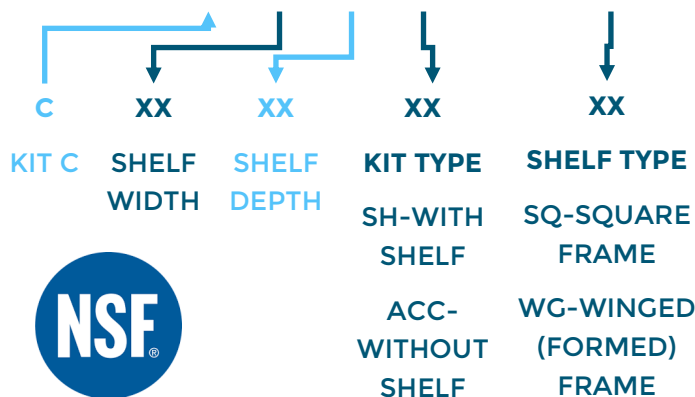 C XX XX XX XX
KIT C SHELF WIDTH SHELF DEPTH KIT TYPE SHELF TYPE
SH-WITH SHELF
SQ-SQUARE FRAME
ACC-WITHOUT SHELF
WG-WINGED (FORMED) FRAME
NSF®